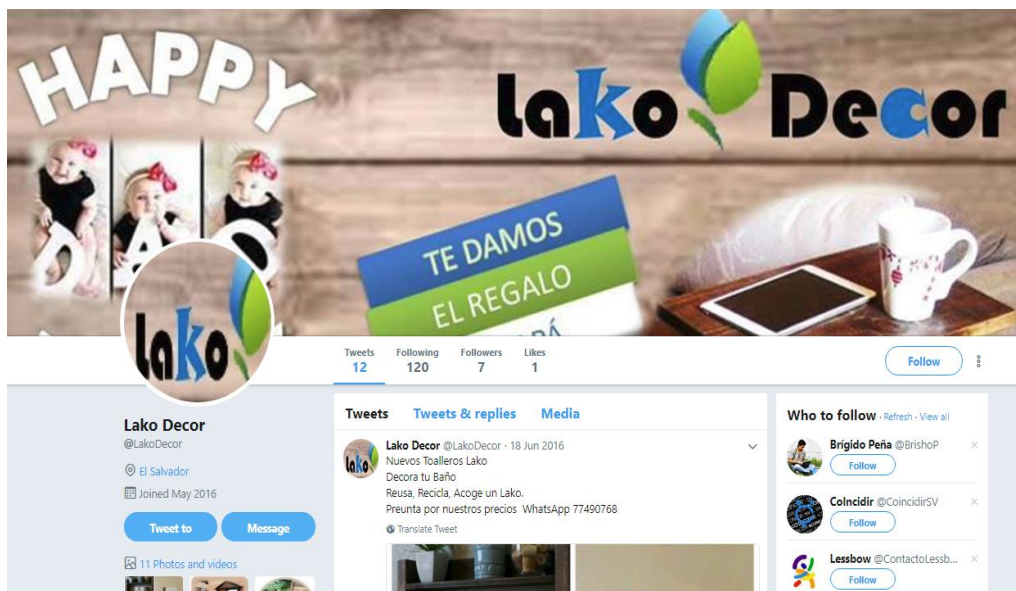 HAPPY
DAD
Lako Decor
TE DAMOS
EL REGALO
lako
Tweets Following Followers Likes
12 120 7 1
Follow
Lako Decor
@LakoDecor
El Salvador
Joined May 2016
Tweet to Message
11 Photos and videos
Tweets Tweets & replies Media
Lako Decor @LakoDecor · 18 Jun 2016
Nuevos Toalleros Lako
Decora tu Baño
Reusa, Recicla, Acoge un Lako.
Preunta por nuestros precios WhatsApp 77490768
Translate Tweet
lako
Who to follow · Refresh · View all
Brígido Peña @BrishoP ×
Follow
CoIncidir @CoincidirSV ×
Follow
Lessbow @ContactoLessb... ×
Follow